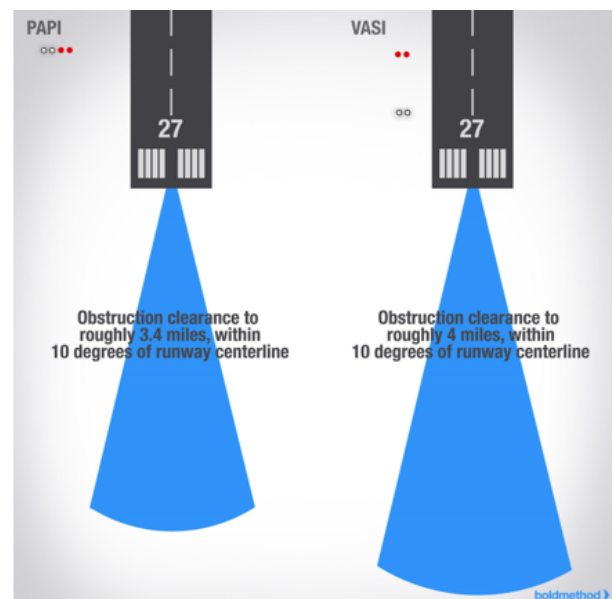 PAPI
27
Obstruction clearance to
roughly 3.4 miles, within
10 degrees of runway centerline
VASI
27
Obstruction clearance to
roughly 4 miles, within
10 degrees of runway centerline
boldmethod